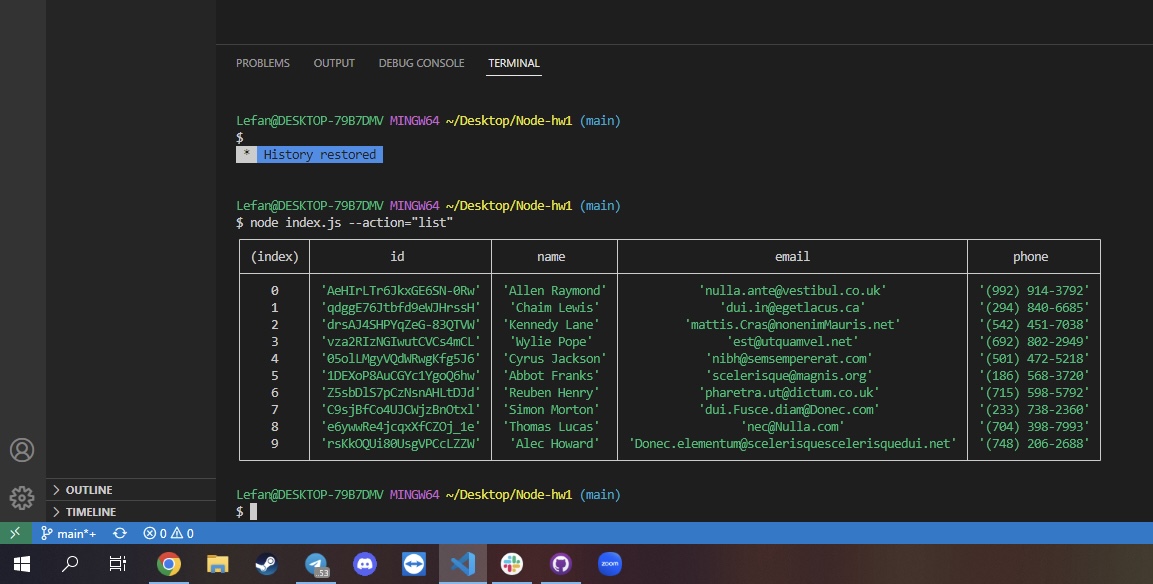 PROBLEMS OUTPUT DEBUG CONSOLE TERMINAL
Lefan@DESKTOP-79B7DMV MINGW64 ~/Desktop/Node-hw1 (main)
$
* History restored
Lefan@DESKTOP-79B7DMV MINGW64 ~/Desktop/Node-hw1 (main)
$ node index.js --action="list"
(index) id name email phone
0 'AeHIrLTr6JkxGE6SN-0Rw' 'Allen Raymond' 'nulla.ante@vestibul.co.uk' '(992) 914-3792'
1 'qdggE76Jtbfd9eWJHrssH' 'Chaim Lewis' 'dui.in@egetlacus.ca' '(294) 840-6685'
2 'drsAJ4SHPYqZeG-83QTVW' 'Kennedy Lane' 'mattis.Cras@nonenimMauris.net' '(542) 451-7038'
3 'vza2RIzNGIwutCVCs4mCL' 'Wylie Pope' 'est@utquamvel.net' '(692) 802-2949'
4 '05olLMgyVQdWRwgKfg5J6' 'Cyrus Jackson' 'nibh@semsempererat.com' '(501) 472-5218'
5 '1DEXoP8AuCGYc1YgoQ6hw' 'Abbot Franks' 'scelerisque@magnis.org' '(186) 568-3720'
6 'Z5sbDlS7pCzNsnAHLtDJd' 'Reuben Henry' 'pharetra.ut@dictum.co.uk' '(715) 598-5792'
7 'C9sjBfCo4UJCWjzBnOtxl' 'Simon Morton' 'dui.Fusce.diam@Donec.com' '(233) 738-2360'
8 'e6ywwRe4jcqxXfCZOj_1e' 'Thomas Lucas' 'nec@Nulla.com' '(704) 398-7993'
9 'rsKkOQUi80UsgVPCcLZZW' 'Alec Howard' 'Donec.elementum@scelerisquescelerisquedui.net' '(748) 206-2688'
Lefan@DESKTOP-79B7DMV MINGW64 ~/Desktop/Node-hw1 (main)
$
OUTLINE
TIMELINE
main*+ 0 0
53
zoom